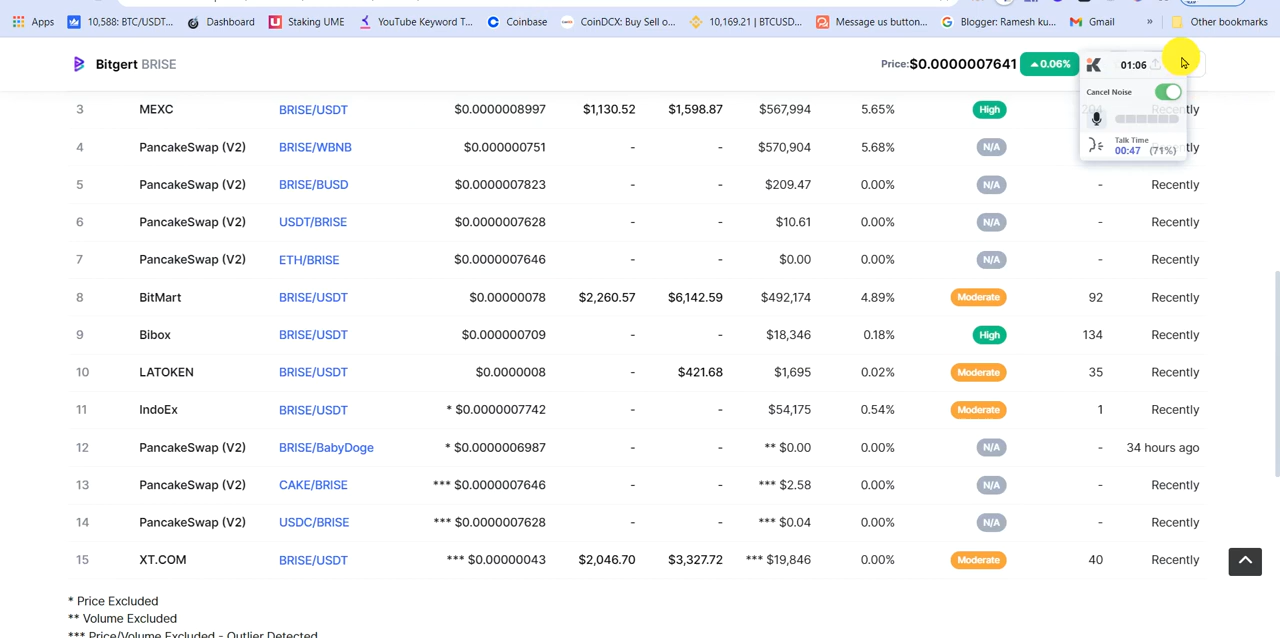 Apps 10,588: BTC/USDT... Dashboard Staking UME YouTube Keyword T... Coinbase CoinDCX: Buy Sell o... 10,169.21 | BTCUSD... Message us button... Blogger: Ramesh ku... Gmail » Other bookmarks
Bitgert BRISE Price:$0.0000007641 0.06%
01:06
Cancel Noise
Talk Time
00:47 (71%)
3 MEXC BRISE/USDT $0.0000008997 $1,130.52 $1,598.87 $567,994 5.65% High
4 PancakeSwap (V2) BRISE/WBNB $0.000000751 - - $570,904 5.68% N/A
5 PancakeSwap (V2) BRISE/BUSD $0.0000007823 - - $209.47 0.00% N/A - Recently
6 PancakeSwap (V2) USDT/BRISE $0.0000007628 - - $10.61 0.00% N/A - Recently
7 PancakeSwap (V2) ETH/BRISE $0.0000007646 - - $0.00 0.00% N/A - Recently
8 BitMart BRISE/USDT $0.00000078 $2,260.57 $6,142.59 $492,174 4.89% Moderate 92 Recently
9 Bibox BRISE/USDT $0.000000709 - - $18,346 0.18% High 134 Recently
10 LATOKEN BRISE/USDT $0.0000008 - $421.68 $1,695 0.02% Moderate 35 Recently
11 IndoEx BRISE/USDT * $0.0000007742 - - $54,175 0.54% Moderate 1 Recently
12 PancakeSwap (V2) BRISE/BabyDoge * $0.0000006987 - - ** $0.00 0.00% N/A - 34 hours ago
13 PancakeSwap (V2) CAKE/BRISE *** $0.0000007646 - - *** $2.58 0.00% N/A - Recently
14 PancakeSwap (V2) USDC/BRISE *** $0.0000007628 - - *** $0.04 0.00% N/A - Recently
15 XT.COM BRISE/USDT *** $0.00000043 $2,046.70 $3,327.72 *** $19,846 0.00% Moderate 40 Recently
* Price Excluded
** Volume Excluded
*** Price/Volume Excluded - Outlier Detected